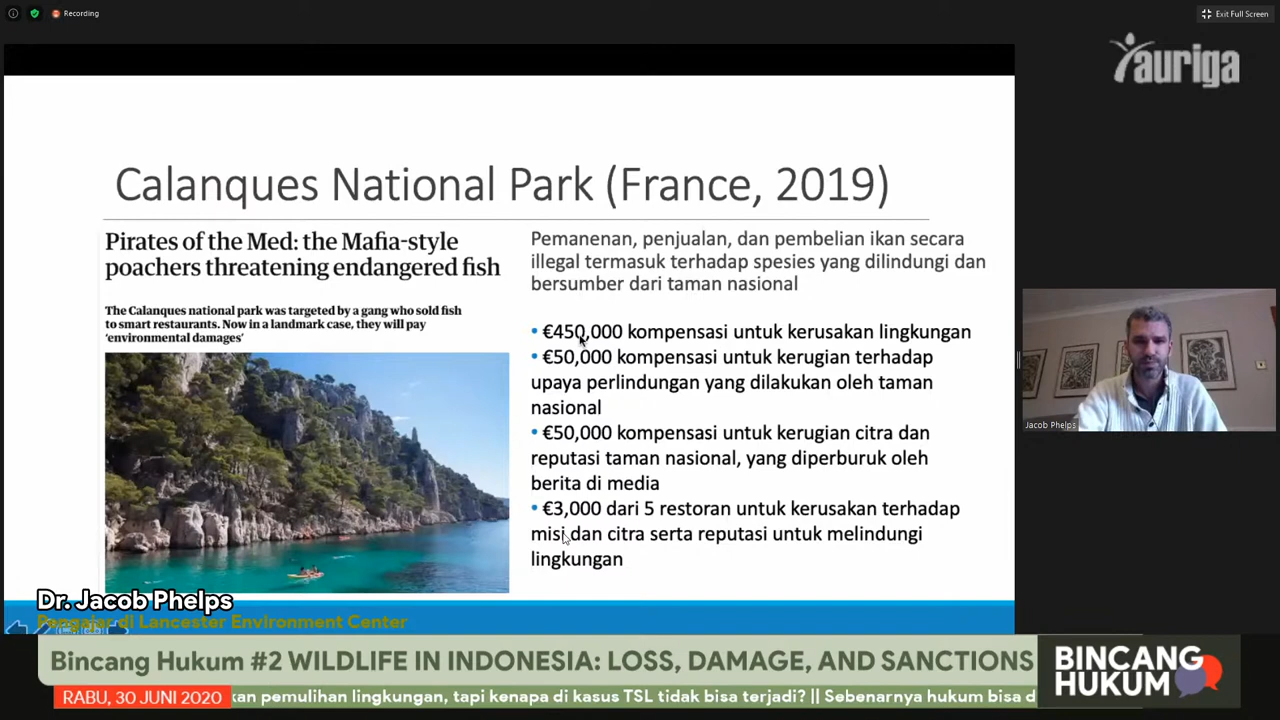 Recording
Exit Full Screen
auriga
Calanques National Park (France, 2019)
Pirates of the Med: the Mafia-style
poachers threatening endangered fish
The Calanques national park was targeted by a gang who sold fish
to smart restaurants. Now in a landmark case, they will pay
‘environmental damages’
Pemanenan, penjualan, dan pembelian ikan secara
illegal termasuk terhadap spesies yang dilindungi dan
bersumber dari taman nasional
• €450,000 kompensasi untuk kerusakan lingkungan
• €50,000 kompensasi untuk kerugian terhadap
upaya perlindungan yang dilakukan oleh taman
nasional
• €50,000 kompensasi untuk kerugian citra dan
reputasi taman nasional, yang diperburuk oleh
berita di media
• €3,000 dari 5 restoran untuk kerusakan terhadap
misi dan citra serta reputasi untuk melindungi
lingkungan
Jacob Phelps
Dr. Jacob Phelps
Pengajar di Lancester Environment Center
Bincang Hukum #2 WILDLIFE IN INDONESIA: LOSS, DAMAGE, AND SANCTIONS
BINCANG
HUKUM
RABU, 30 JUNI 2020
kan pemulihan lingkungan, tapi kenapa di kasus TSL tidak bisa terjadi? || Sebenarnya hukum bisa d